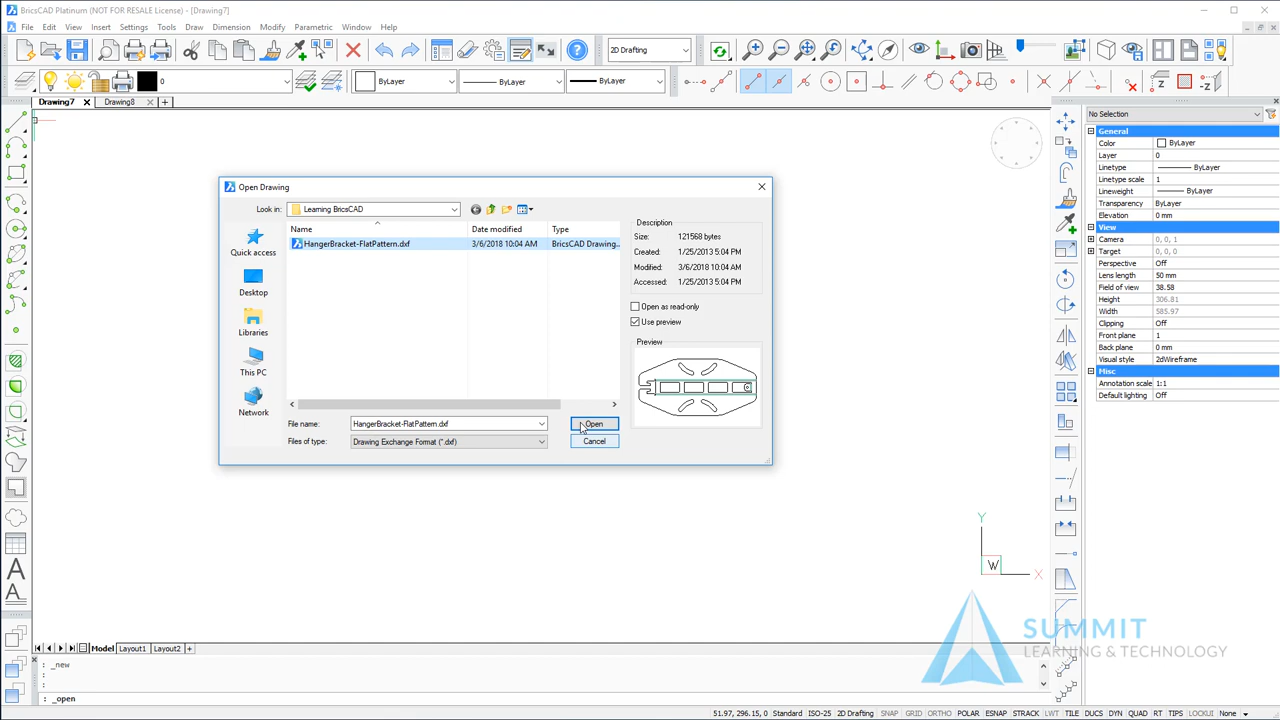 BricsCAD Platinum (NOT FOR RESALE License) - [Drawing7]
File Edit View Insert Settings Tools Draw Dimension Modify Parametric Window Help
2D Drafting
0 ByLayer ByLayer ByLayer
Drawing7 Drawing8
No Selection
General
Color ByLayer
Layer 0
Linetype ByLayer
Linetype scale 1
Lineweight ByLayer
Transparency ByLayer
Elevation 0 mm
View
Camera 0, 0, 1
Target 0, 0, 0
Perspective Off
Lens length 50 mm
Field of view 38.58
Height 306.81
Width 585.97
Clipping Off
Front plane 1
Back plane 0 mm
Visual style 2dWireframe
Misc
Annotation scale 1:1
Default lighting Off
Open Drawing
Look in: Learning BricsCAD
Name Date modified Type
HangerBracket-FlatPattern.dxf 3/6/2018 10:04 AM BricsCAD Drawing...
Quick access
Desktop
Libraries
This PC
Network
File name: HangerBracket-FlatPattern.dxf Open
Files of type: Drawing Exchange Format (*.dxf) Cancel
Description
Size: 121568 bytes
Created: 1/25/2013 5:04 PM
Modified: 3/6/2018 10:04 AM
Accessed: 1/25/2013 5:04 PM
Open as read-only
Use preview
Preview
Y
W X
SUMMIT
LEARNING & TECHNOLOGY
Model Layout1 Layout2
: _new
:
:
: _open
51.97, 296.15, 0 Standard ISO-25 2D Drafting SNAP GRID ORTHO POLAR ESNAP STRACK LWT TILE DUCS DYN QUAD RT TIPS LOCKUI None